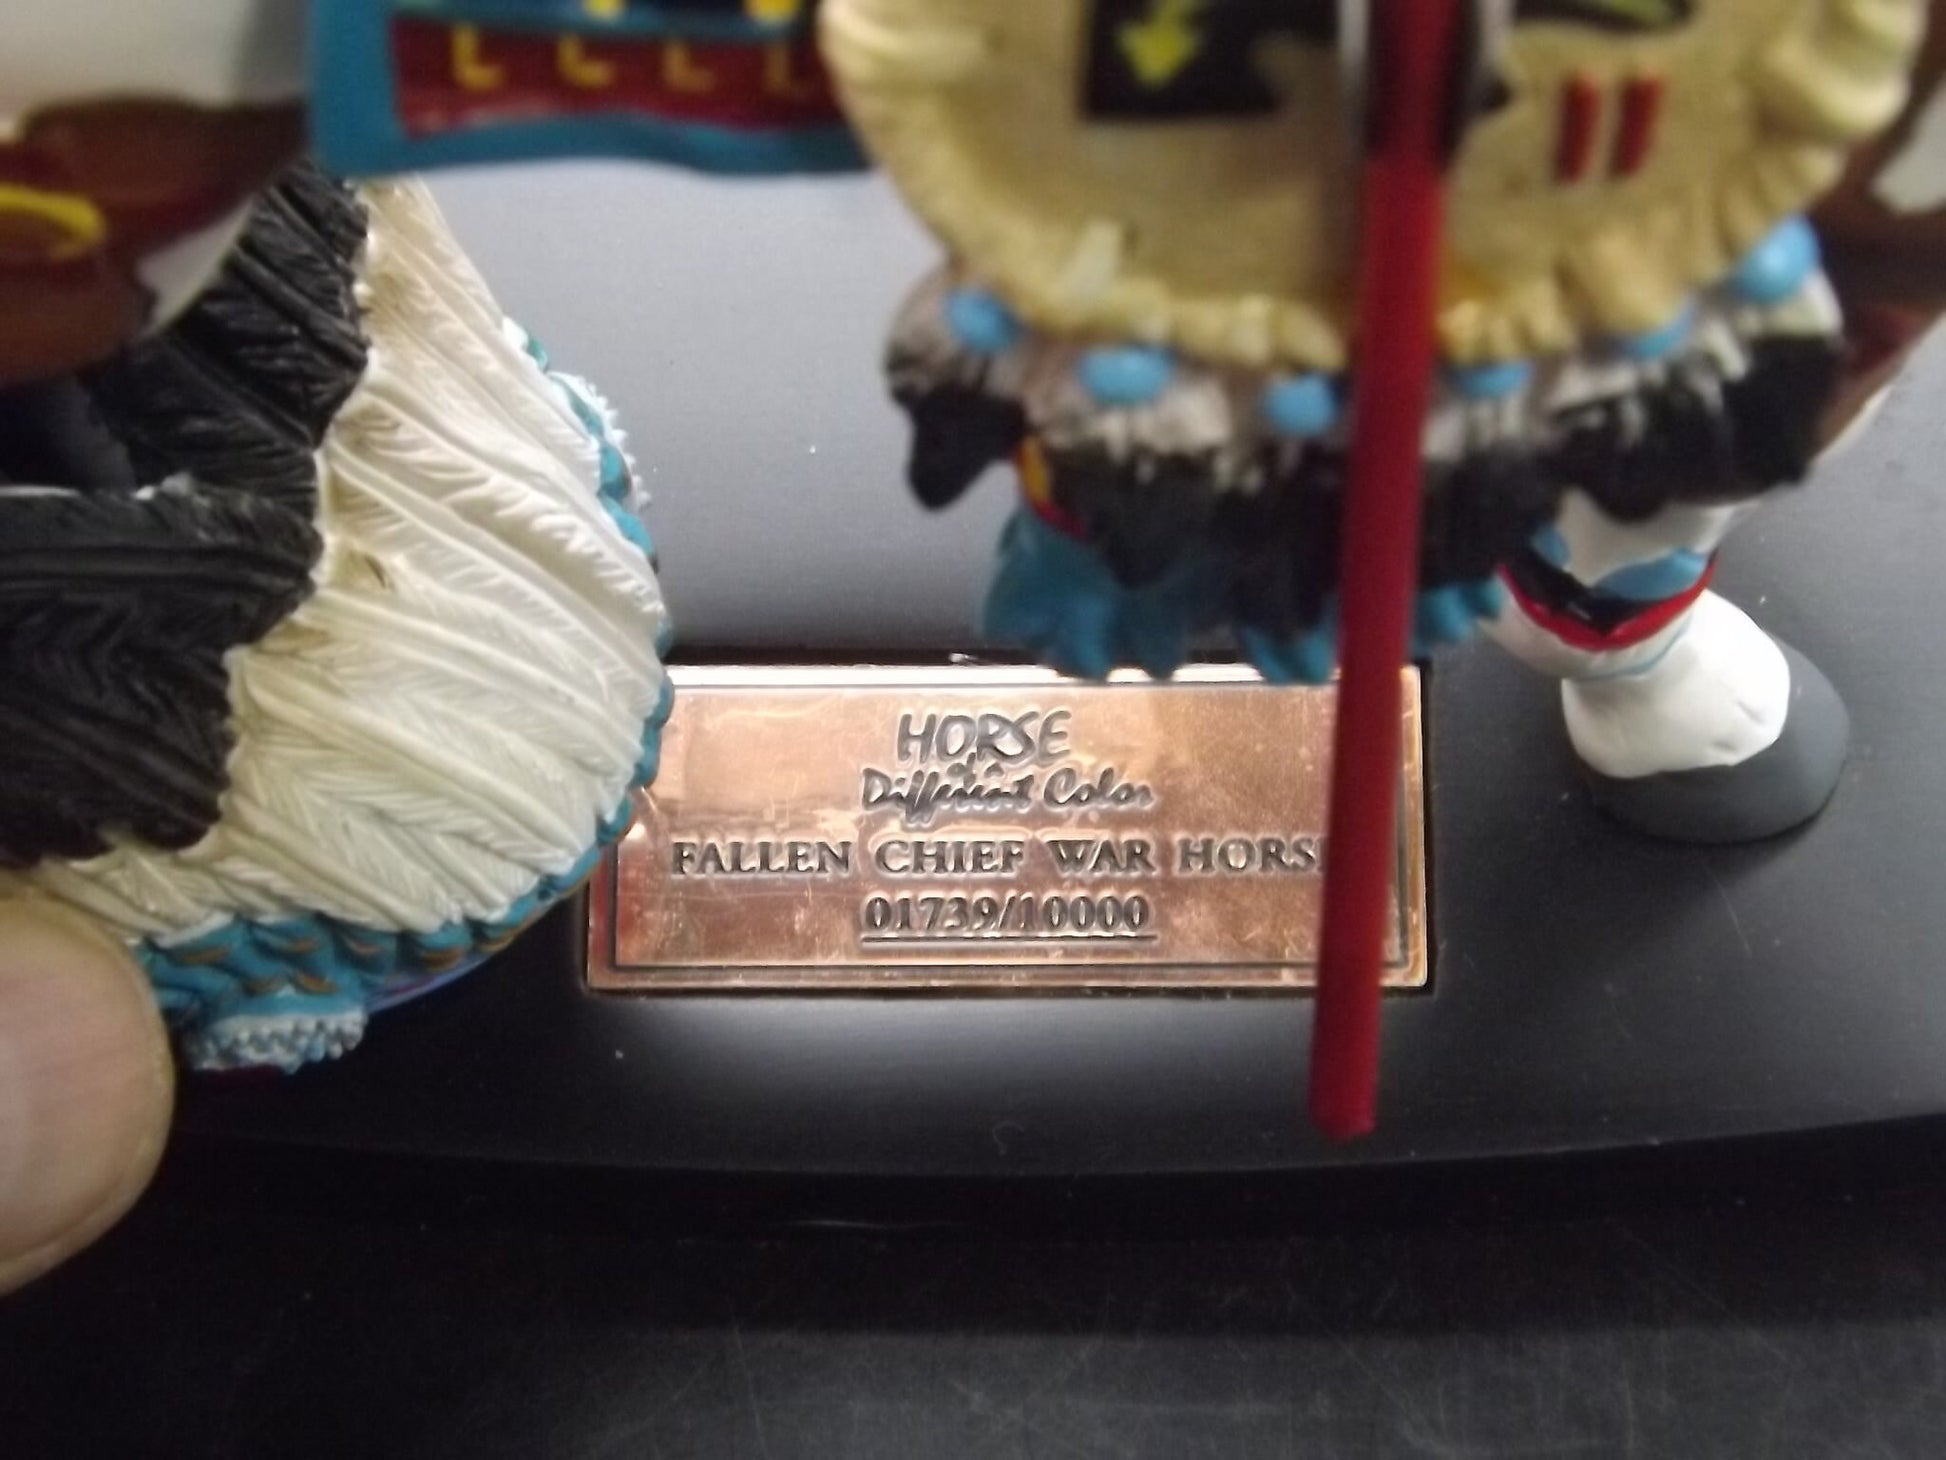 HORSE
of a
Different Color
FALLEN CHIEF WAR HORS
01739/10000